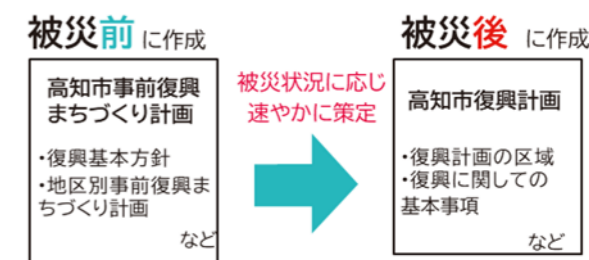 被災前 に作成
高知市事前復興
まちづくり計画
・復興基本方針
・地区別事前復興ま
ちづくり計画
など
被災状況に応じ
速やかに策定
被災後 に作成
高知市復興計画
・復興計画の区域
・復興に関しての
基本事項
など